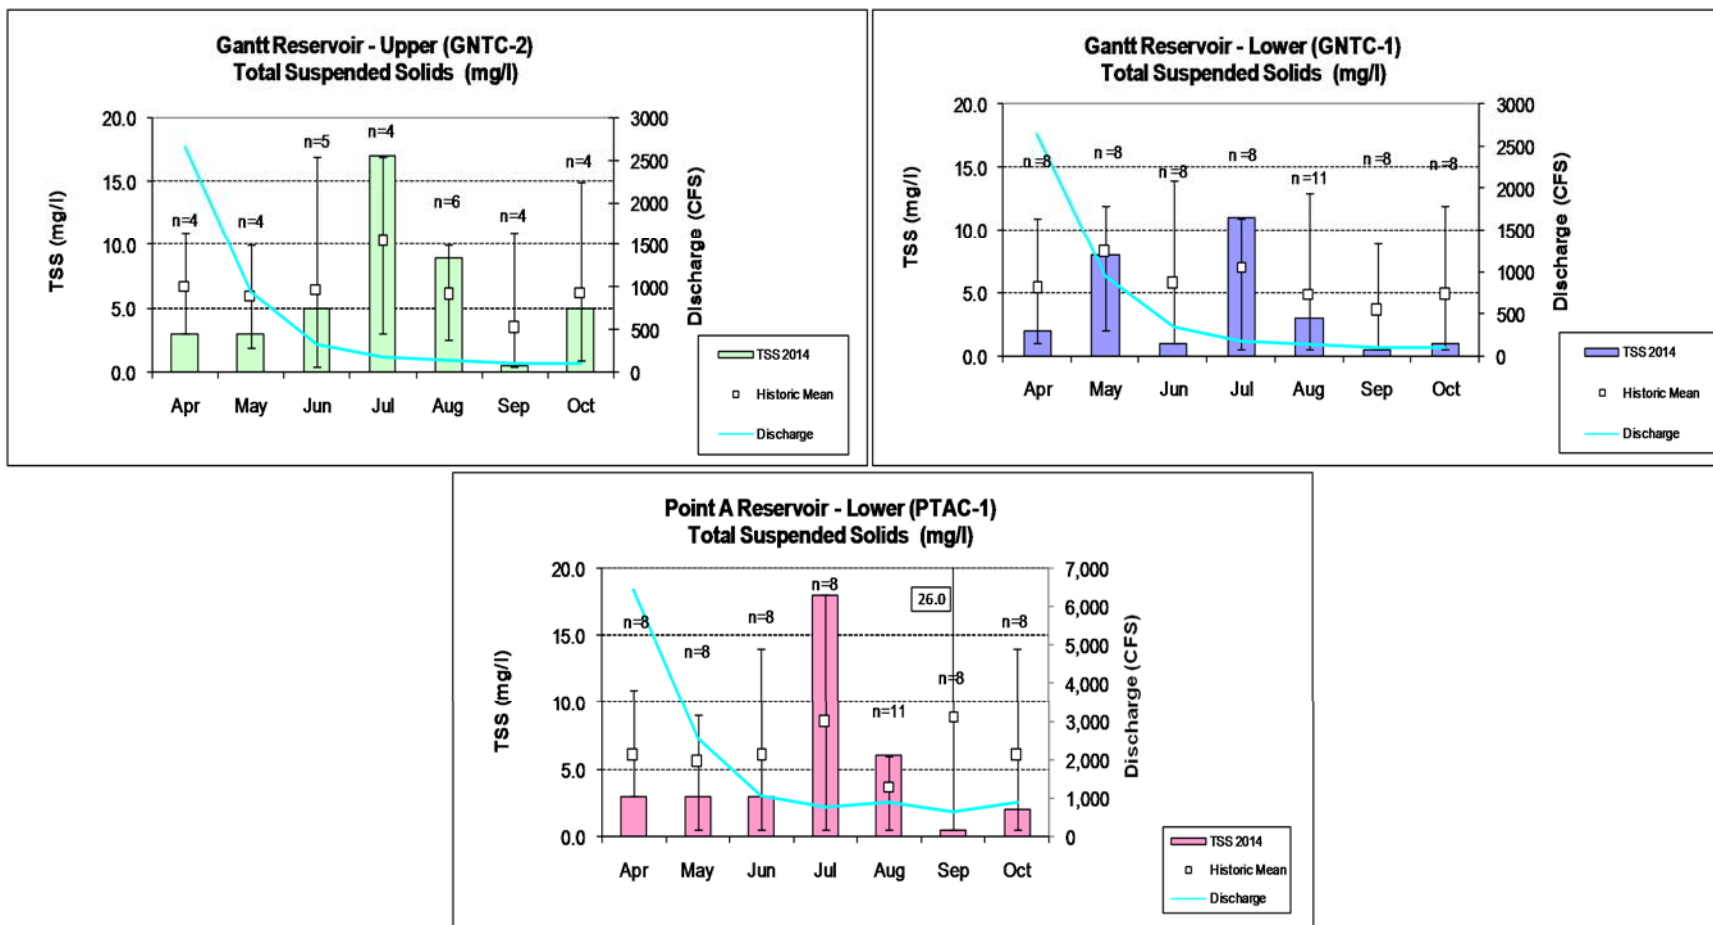 Gantt Reservoir - Upper (GNTC-2)
Total Suspended Solids (mg/l)
20.0
15.0
10.0
5.0
0.0
TSS (mg/l)
3000
2500
2000
1500
1000
500
0
Discharge (CFS)
n=4
n=4
n=5
n=4
n=6
n=4
n=4
Apr
May
Jun
Jul
Aug
Sep
Oct
TSS 2014
Historic Mean
Discharge
Gantt Reservoir - Lower (GNTC-1)
Total Suspended Solids (mg/l)
20.0
15.0
10.0
5.0
0.0
TSS (mg/l)
3000
2500
2000
1500
1000
500
0
Discharge (CFS)
n =8
n =8
n =8
n =8
n =11
n =8
n =8
Apr
May
Jun
Jul
Aug
Sep
Oct
TSS 2014
Historic Mean
Discharge
Point A Reservoir - Lower (PTAC-1)
Total Suspended Solids (mg/l)
20.0
15.0
10.0
5.0
0.0
TSS (mg/l)
7,000
6,000
5,000
4,000
3,000
2,000
1,000
0
Discharge (CFS)
n=8
n=8
n=8
n=8
n=11
26.0
n=8
n=8
Apr
May
Jun
Jul
Aug
Sep
Oct
TSS 2014
Historic Mean
Discharge